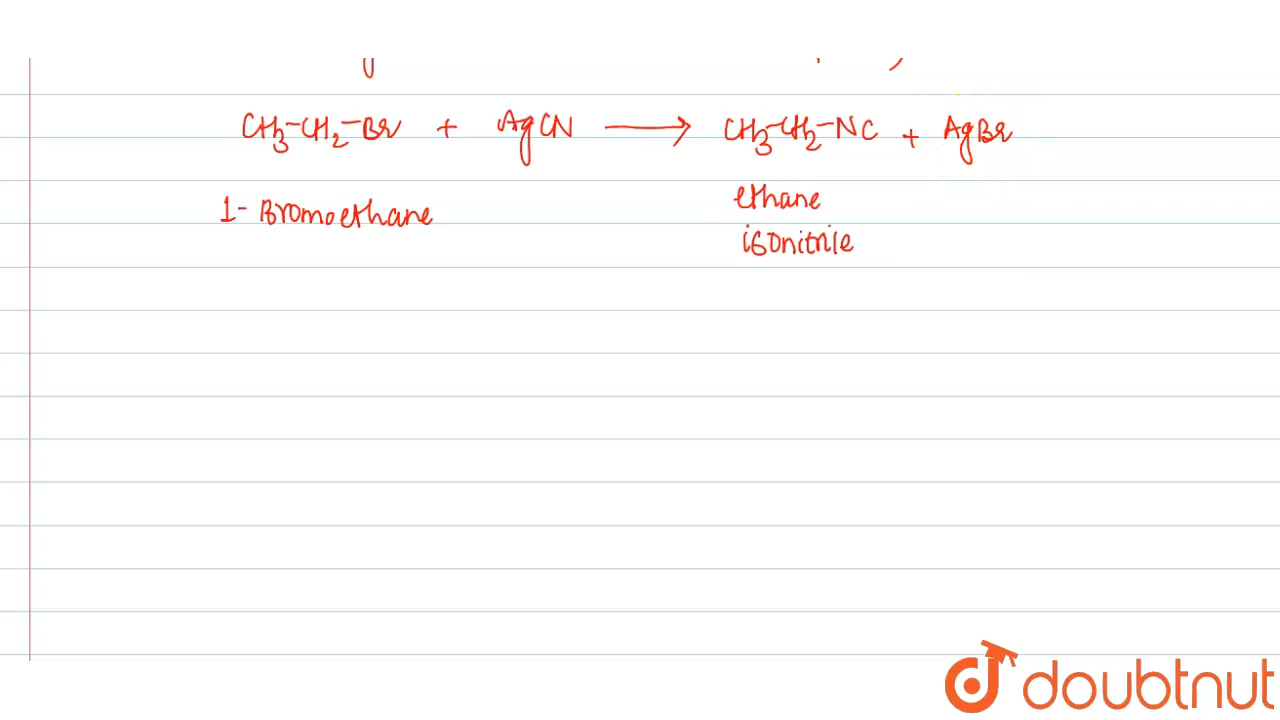 CH3-CH2-Br + AgCN ⟶ CH3-CH2-NC + AgBr
1- Bromoethane
ethane
isonitrile
doubtnut